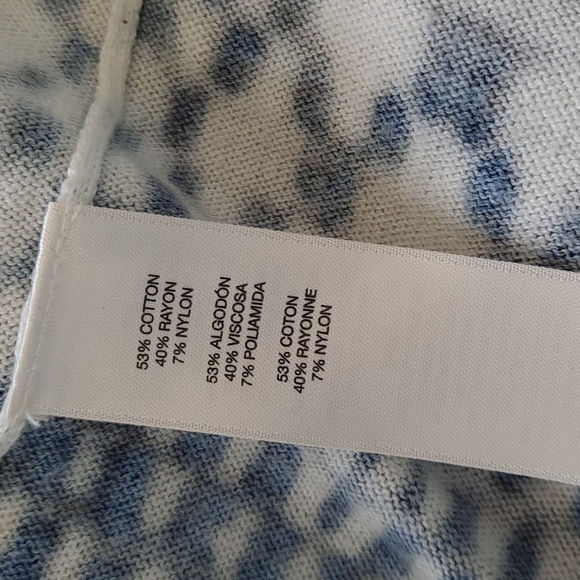 53% COTTON
40% RAYON
7% NYLON
53% ALGODÓN
40% VISCOSA
7% POLIAMIDA
53% COTON
40% RAYONNE
7% NYLON